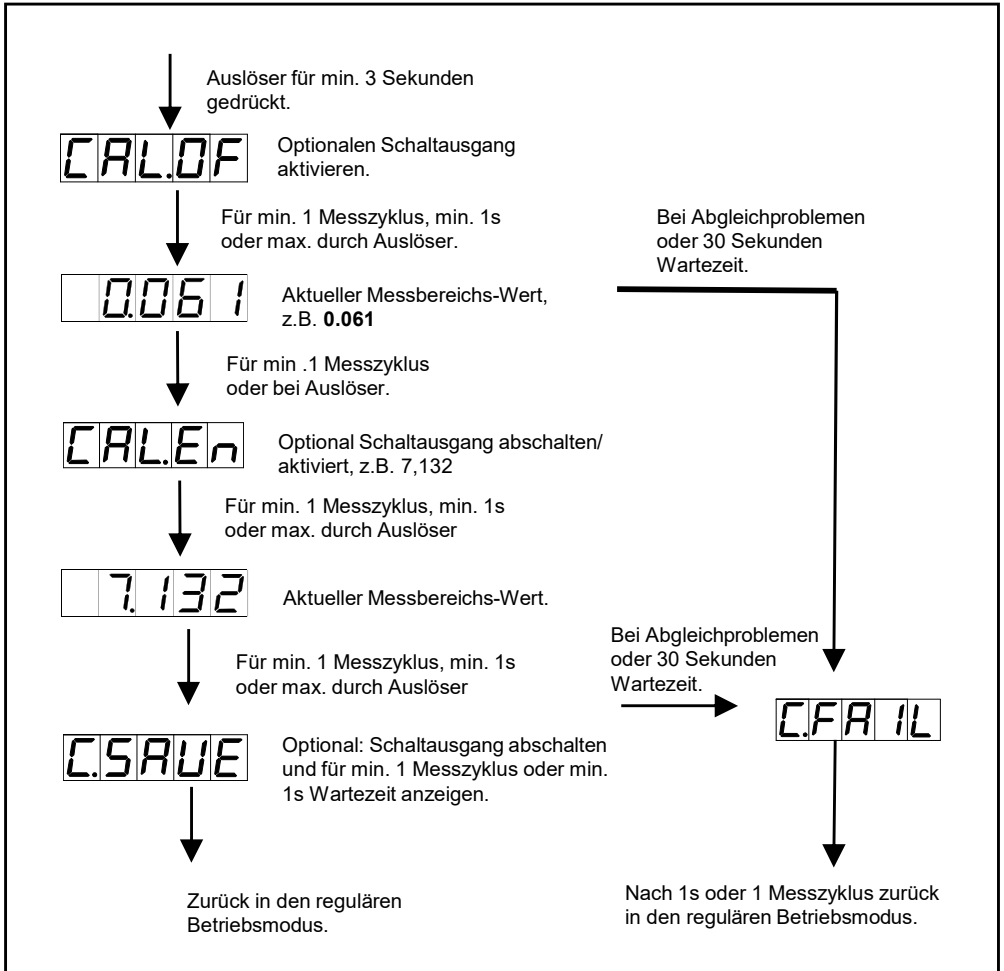 Auslöser für min. 3 Sekunden
gedrückt.
CAL.OF
Optionalen Schaltausgang
aktivieren.
Für min. 1 Messzyklus, min. 1s
oder max. durch Auslöser.
Bei Abgleichproblemen
oder 30 Sekunden
Wartezeit.
0.061
Aktueller Messbereichs-Wert,
z.B. 0.061
Für min .1 Messzyklus
oder bei Auslöser.
CAL.En
Optional Schaltausgang abschalten/
aktiviert, z.B. 7,132
Für min. 1 Messzyklus, min. 1s
oder max. durch Auslöser
7.132
Aktueller Messbereichs-Wert.
Für min. 1 Messzyklus, min. 1s
oder max. durch Auslöser
Bei Abgleichproblemen
oder 30 Sekunden
Wartezeit.
C.FAIL
C.SAVE
Optional: Schaltausgang abschalten
und für min. 1 Messzyklus oder min.
1s Wartezeit anzeigen.
Zurück in den regulären
Betriebsmodus.
Nach 1s oder 1 Messzyklus zurück
in den regulären Betriebsmodus.